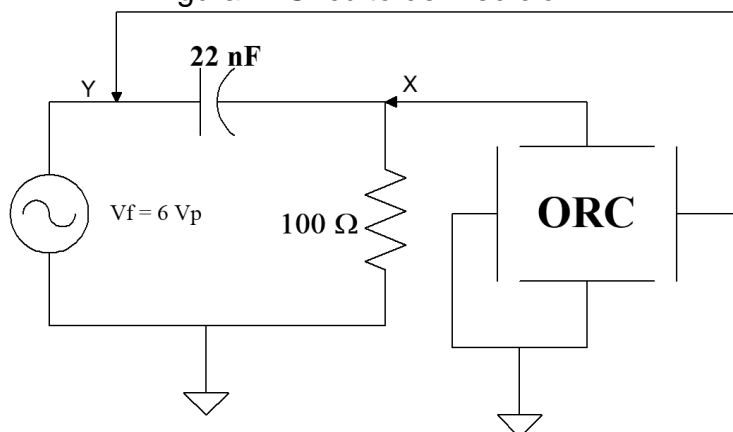 22 nF
Y
X
Vf = 6 Vp
100 Ω
ORC